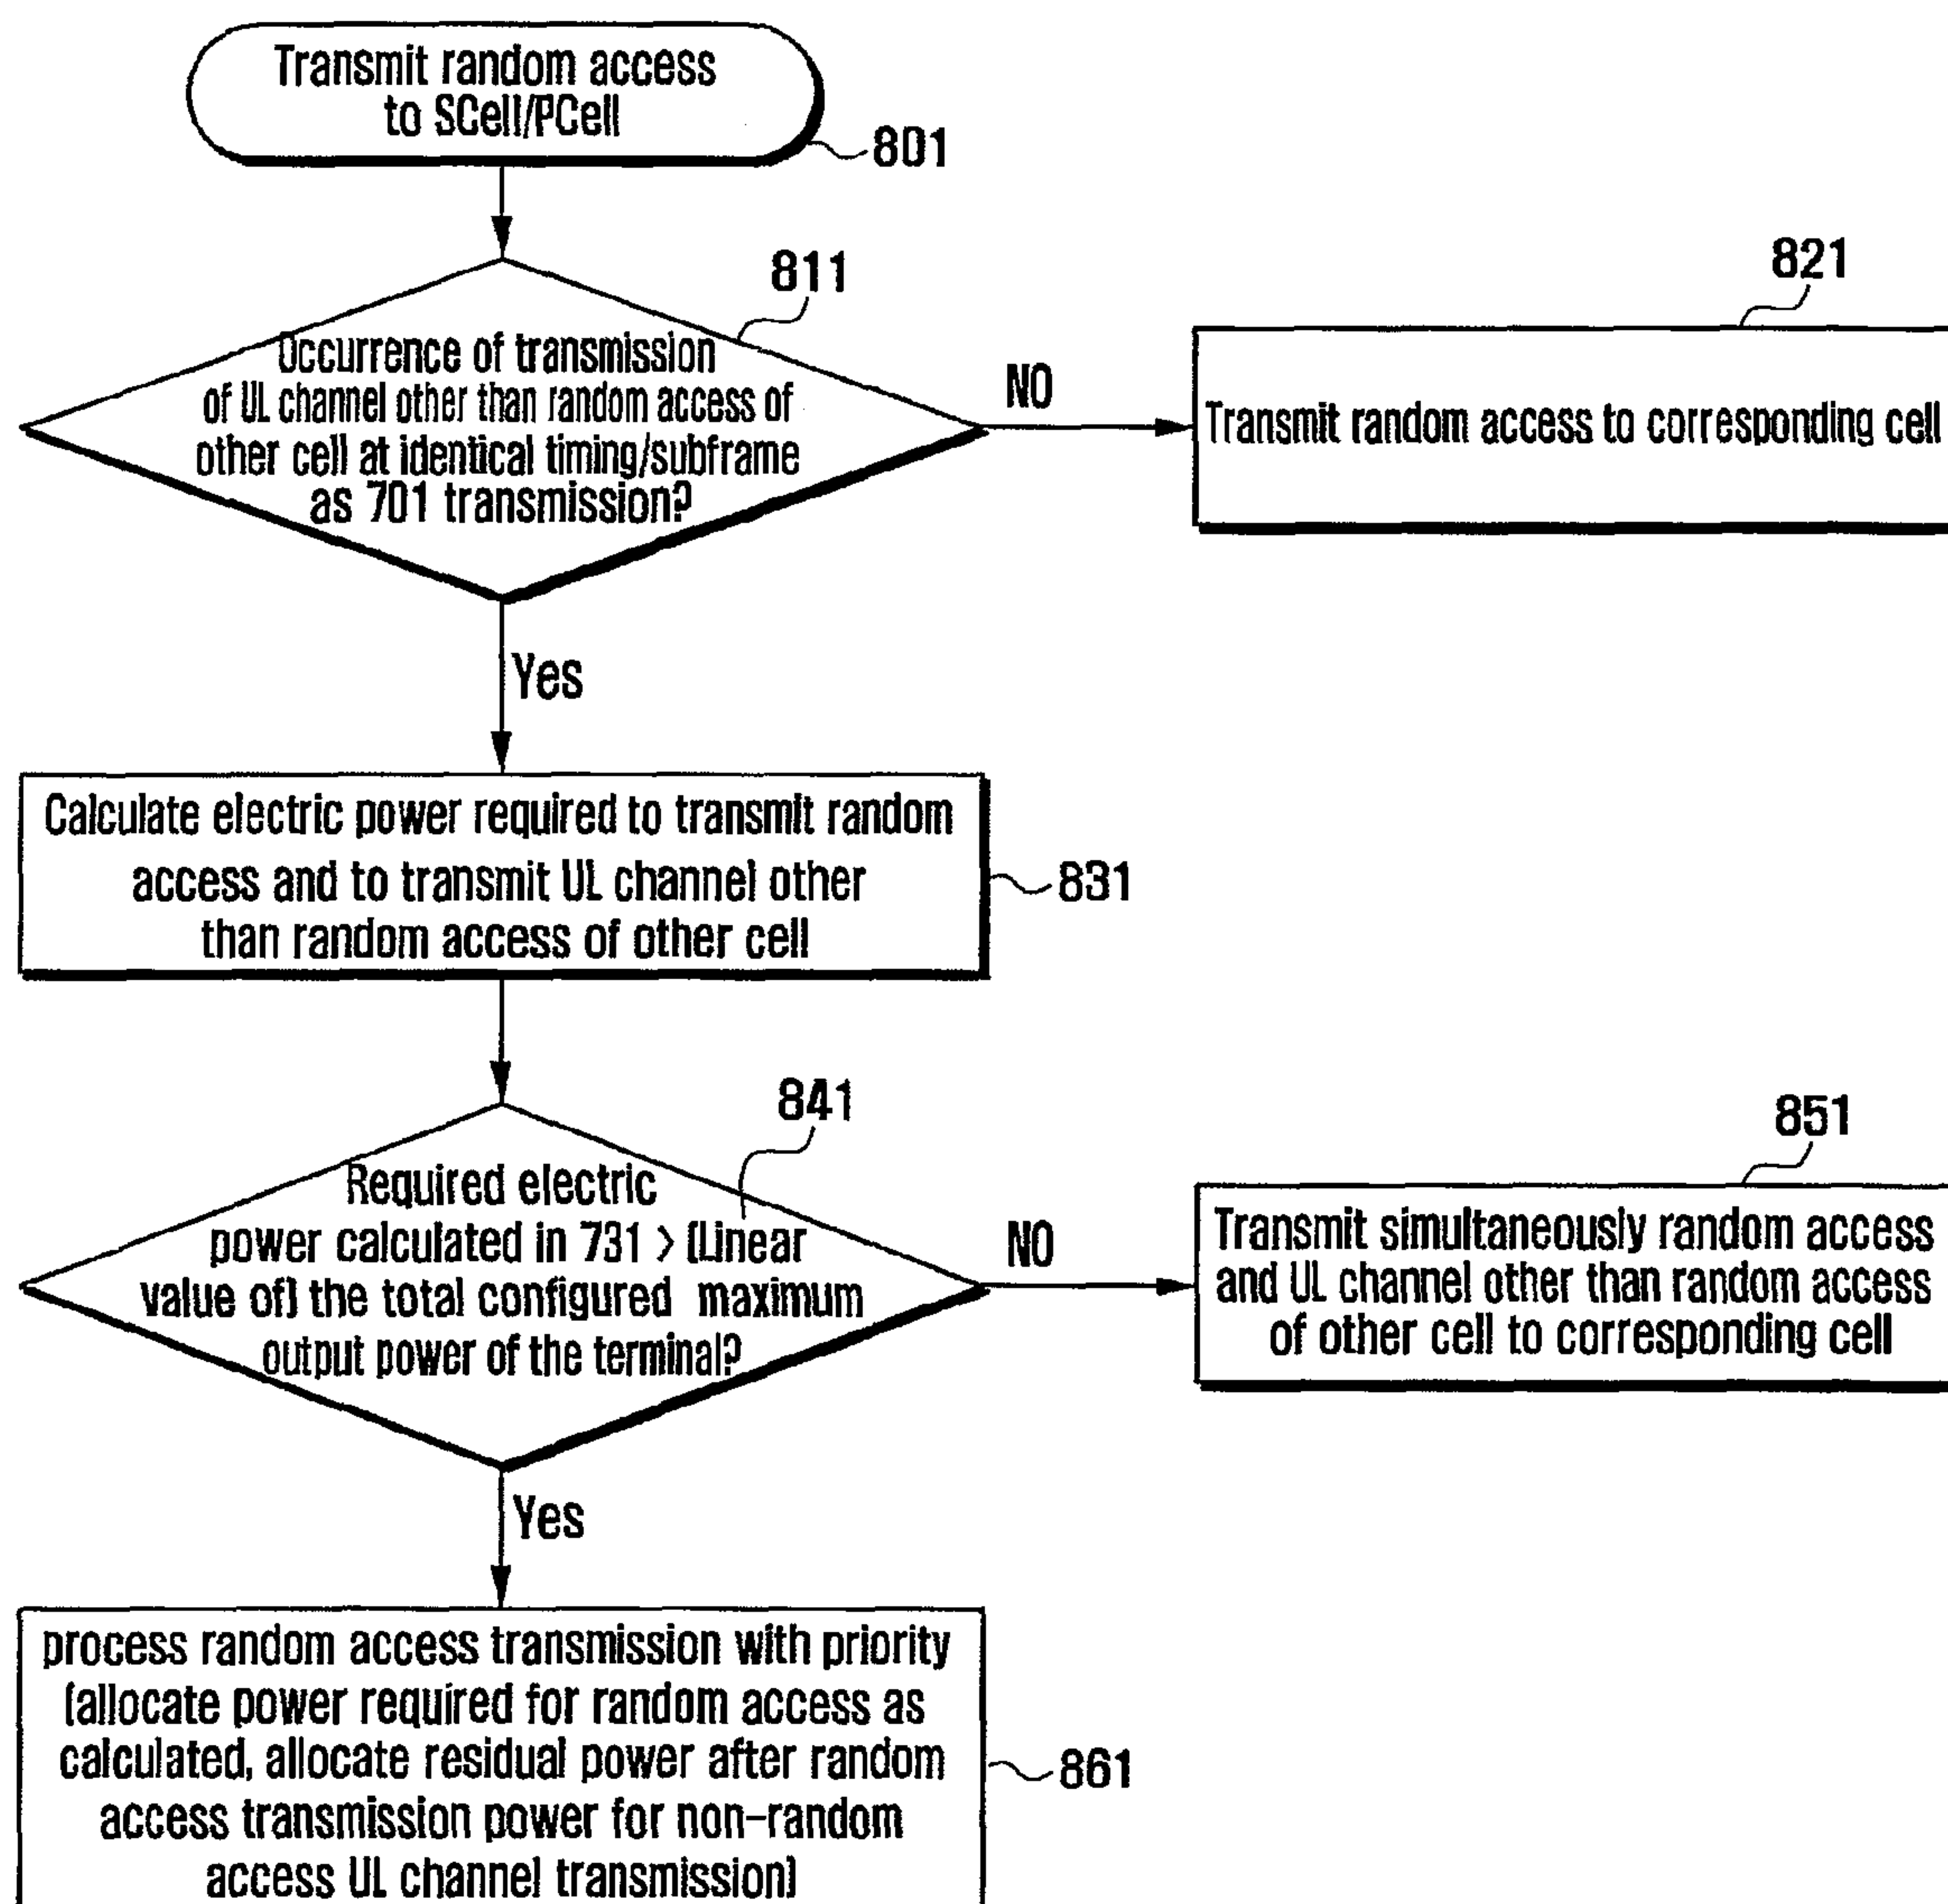 Transmit random access
to SCell/PCell
801
811
Occurrence of transmission
of UL channel other than random access of
other cell at identical timing/subframe
as 701 transmission?
NO
821
Transmit random access to corresponding cell
Yes
Calculate electric power required to transmit random
access and to transmit UL channel other
than random access of other cell
831
841
Required electric
power calculated in 731 > (Linear
value of) the total configured maximum
output power of the terminal?
NO
851
Transmit simultaneously random access
and UL channel other than random access
of other cell to corresponding cell
Yes
process random access transmission with priority
(allocate power required for random access as
calculated, allocate residual power after random
access transmission power for non-random
access UL channel transmission)
861